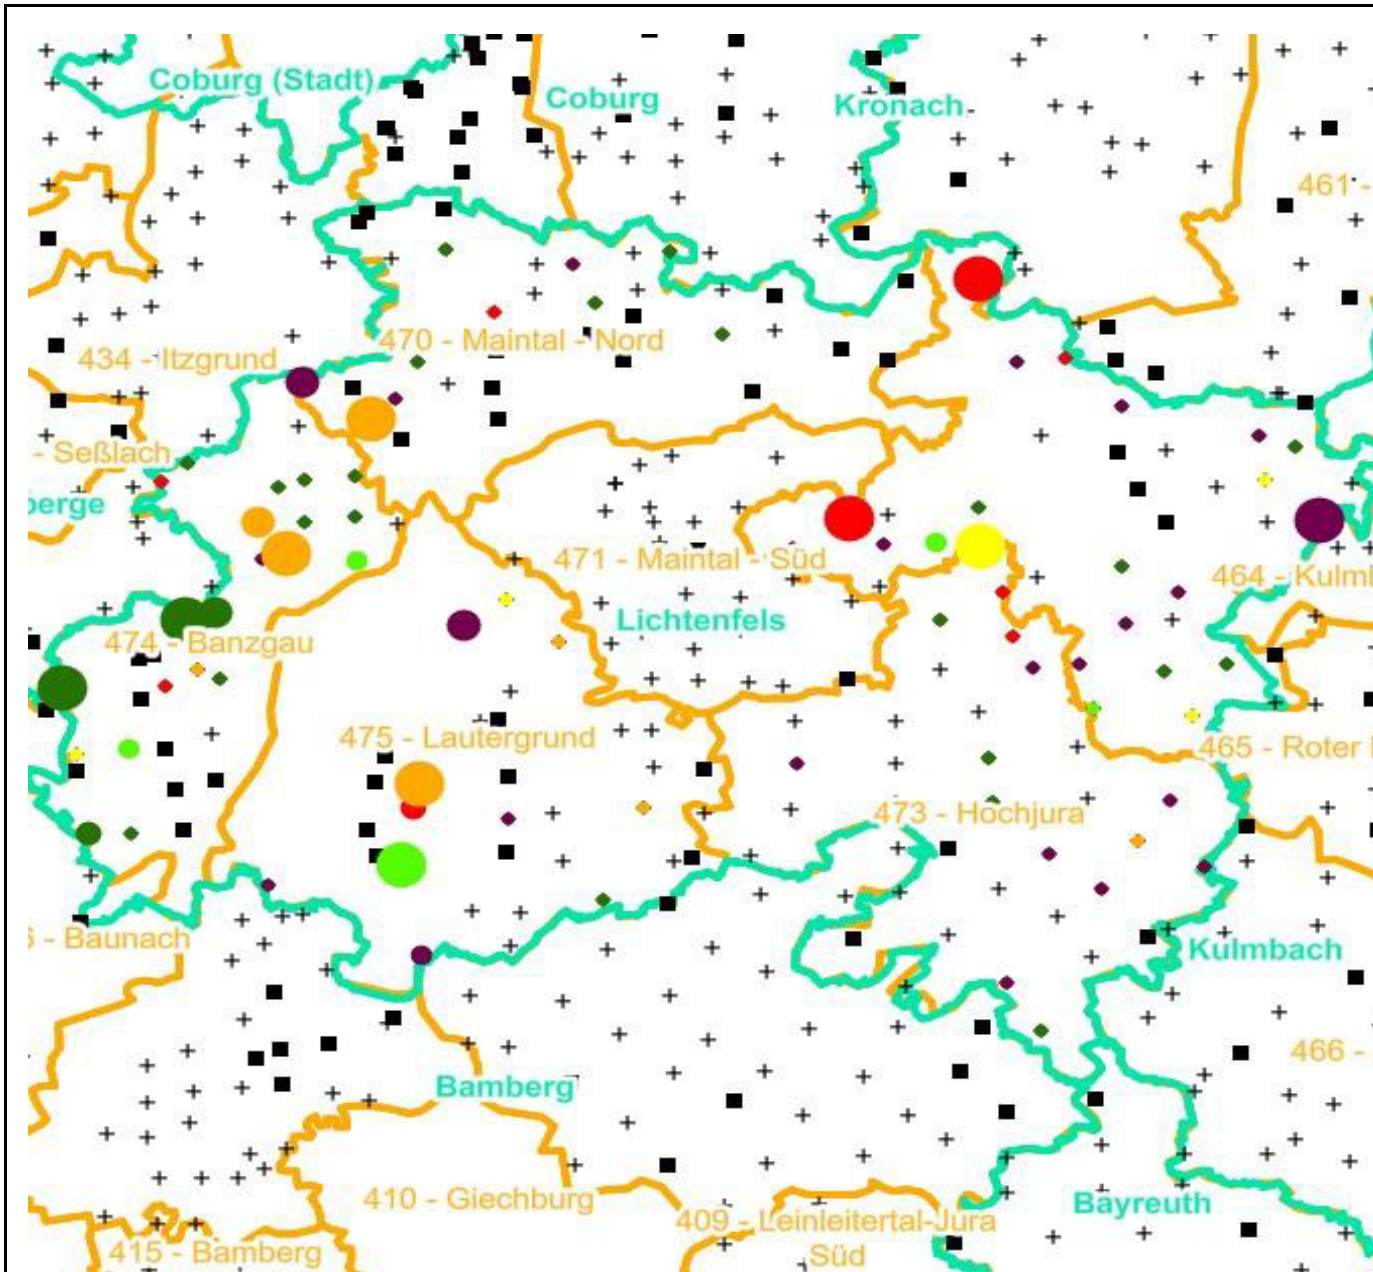 Coburg (Stadt)
Coburg
Kronach
461 -
470 - Maintal - Nord
434 - Itzgrund
- Seßlach
berge
471 - Maintal - Süd
464 - Kulml
Lichtenfels
474 - Banzgau
475 - Lautergrund
465 - Roter
473 - Hochjura
- Baunach
Kulmbach
466 -
Bamberg
410 - Giechburg
Bayreuth
409 - Leinleitertal-Jura
Süd
415 - Bamberg